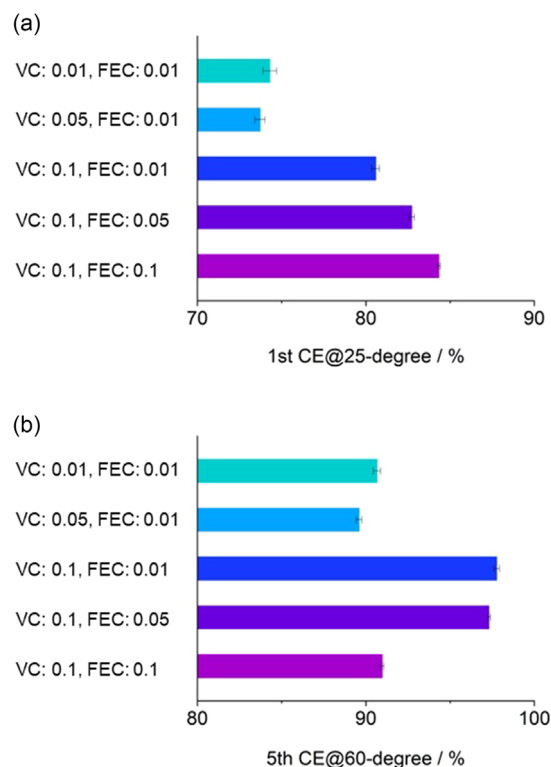 (a)
VC: 0.01, FEC: 0.01
VC: 0.05, FEC: 0.01
VC: 0.1, FEC: 0.01
VC: 0.1, FEC: 0.05
VC: 0.1, FEC: 0.1
70 80 90
1st CE@25-degree / %
(b)
VC: 0.01, FEC: 0.01
VC: 0.05, FEC: 0.01
VC: 0.1, FEC: 0.01
VC: 0.1, FEC: 0.05
VC: 0.1, FEC: 0.1
80 90 100
5th CE@60-degree / %